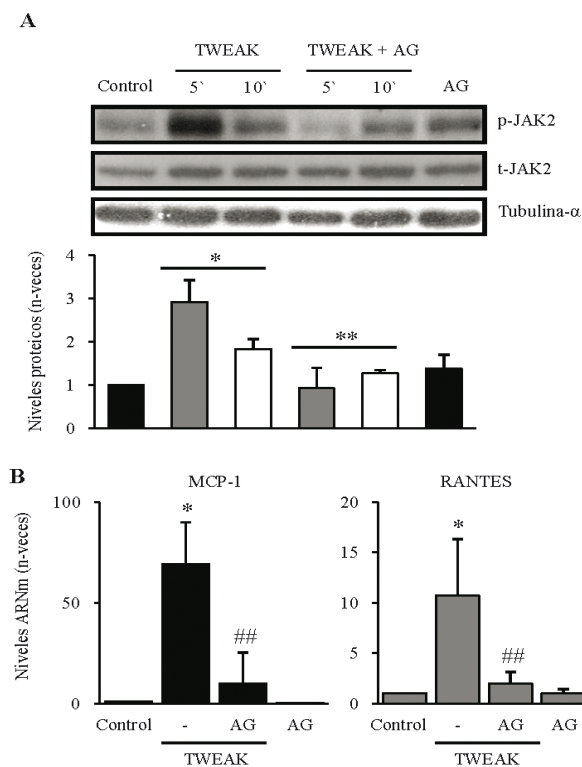 A
TWEAK TWEAK + AG
Control 5` 10` 5` 10` AG
p-JAK2
t-JAK2
Tubulina-α
Niveles proteicos (n-veces)
4
3
2
1
0
*
**
B
MCP-1 RANTES
Niveles ARNm (n-veces)
100
50
0
*
##
Control - AG AG
TWEAK
20
15
10
5
0
*
##
Control - AG AG
TWEAK